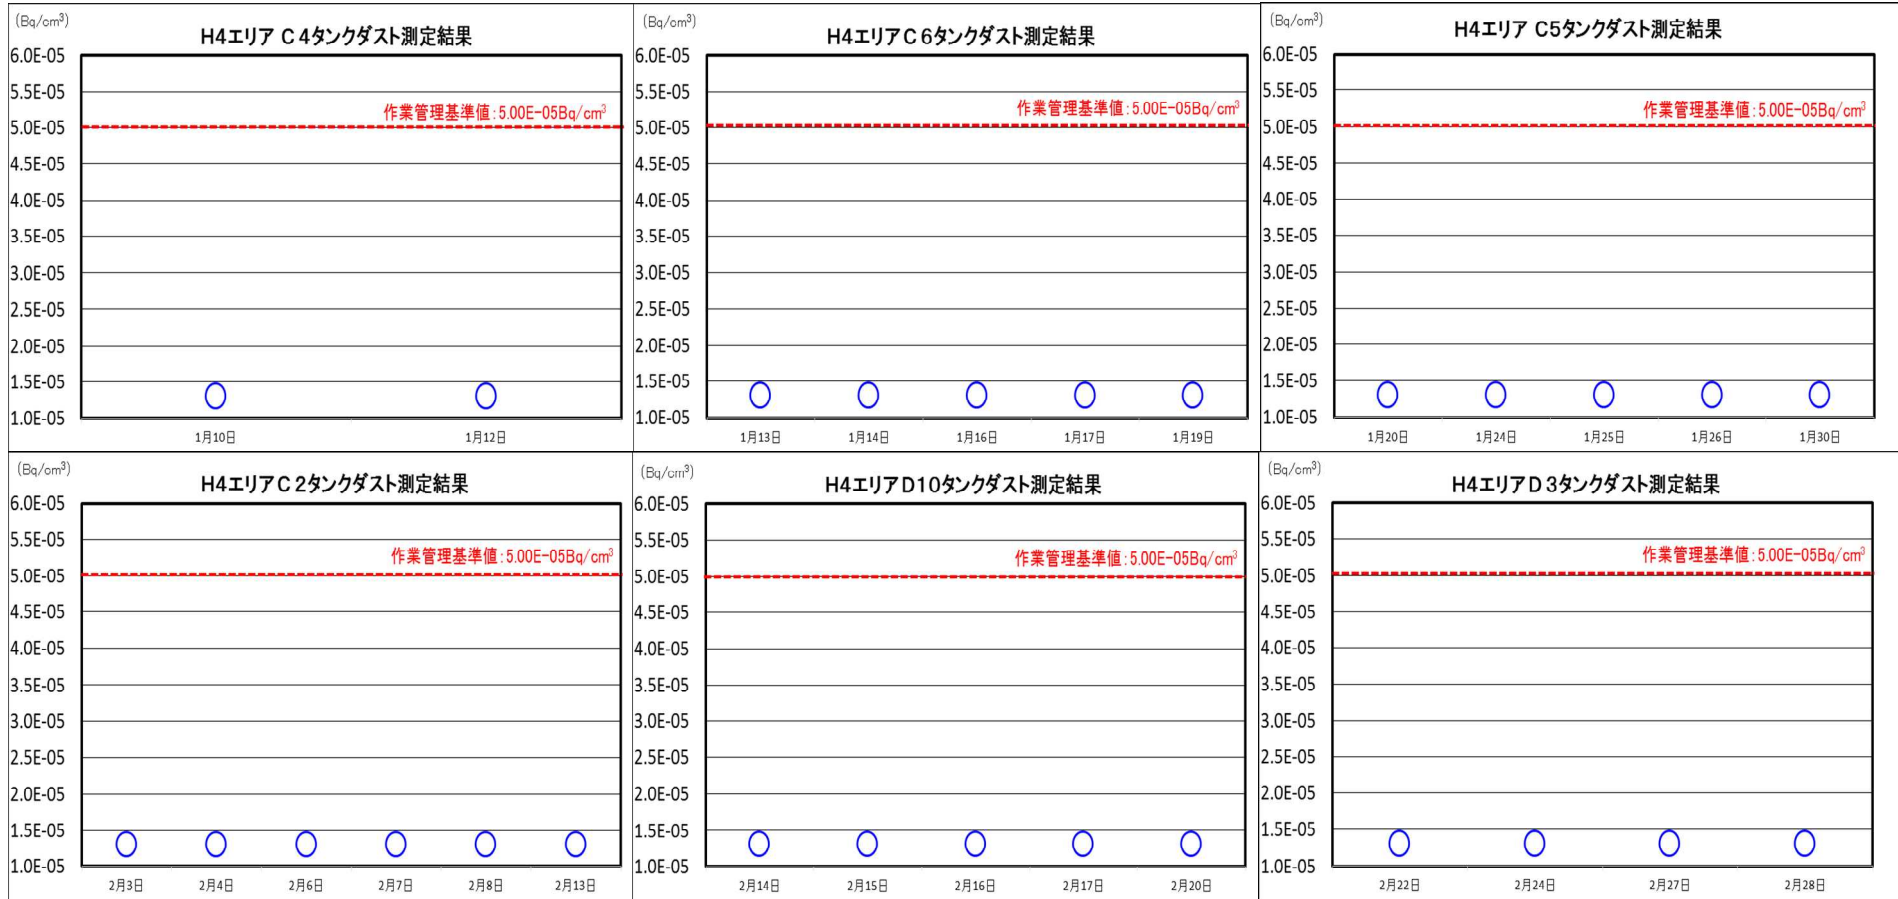 (Bq/cm³)
H4エリア C4タンクダスト測定結果
6.0E-05
5.5E-05
作業管理基準値:5.00E-05Bq/cm³
5.0E-05
4.5E-05
4.0E-05
3.5E-05
3.0E-05
2.5E-05
2.0E-05
1.5E-05
1.0E-05
1月10日 1月12日
(Bq/cm³)
H4エリアC6タンクダスト測定結果
6.0E-05
5.5E-05
作業管理基準値:5.00E-05Bq/cm³
5.0E-05
4.5E-05
4.0E-05
3.5E-05
3.0E-05
2.5E-05
2.0E-05
1.5E-05
1.0E-05
1月13日 1月14日 1月16日 1月17日 1月19日
(Bq/cm³)
H4エリア C5タンクダスト測定結果
6.0E-05
5.5E-05
作業管理基準値:5.00E-05Bq/cm³
5.0E-05
4.5E-05
4.0E-05
3.5E-05
3.0E-05
2.5E-05
2.0E-05
1.5E-05
1.0E-05
1月20日 1月24日 1月25日 1月26日 1月30日
(Bq/cm³)
H4エリアC2タンクダスト測定結果
6.0E-05
5.5E-05
作業管理基準値:5.00E-05Bq/cm³
5.0E-05
4.5E-05
4.0E-05
3.5E-05
3.0E-05
2.5E-05
2.0E-05
1.5E-05
1.0E-05
2月3日 2月4日 2月6日 2月7日 2月8日 2月13日
(Bq/cm³)
H4エリアD10タンクダスト測定結果
6.0E-05
5.5E-05
作業管理基準値:5.00E-05Bq/cm³
5.0E-05
4.5E-05
4.0E-05
3.5E-05
3.0E-05
2.5E-05
2.0E-05
1.5E-05
1.0E-05
2月14日 2月15日 2月16日 2月17日 2月20日
(Bq/cm³)
H4エリアD3タンクダスト測定結果
6.0E-05
5.5E-05
作業管理基準値:5.00E-05Bq/cm³
5.0E-05
4.5E-05
4.0E-05
3.5E-05
3.0E-05
2.5E-05
2.0E-05
1.5E-05
1.0E-05
2月22日 2月24日 2月27日 2月28日